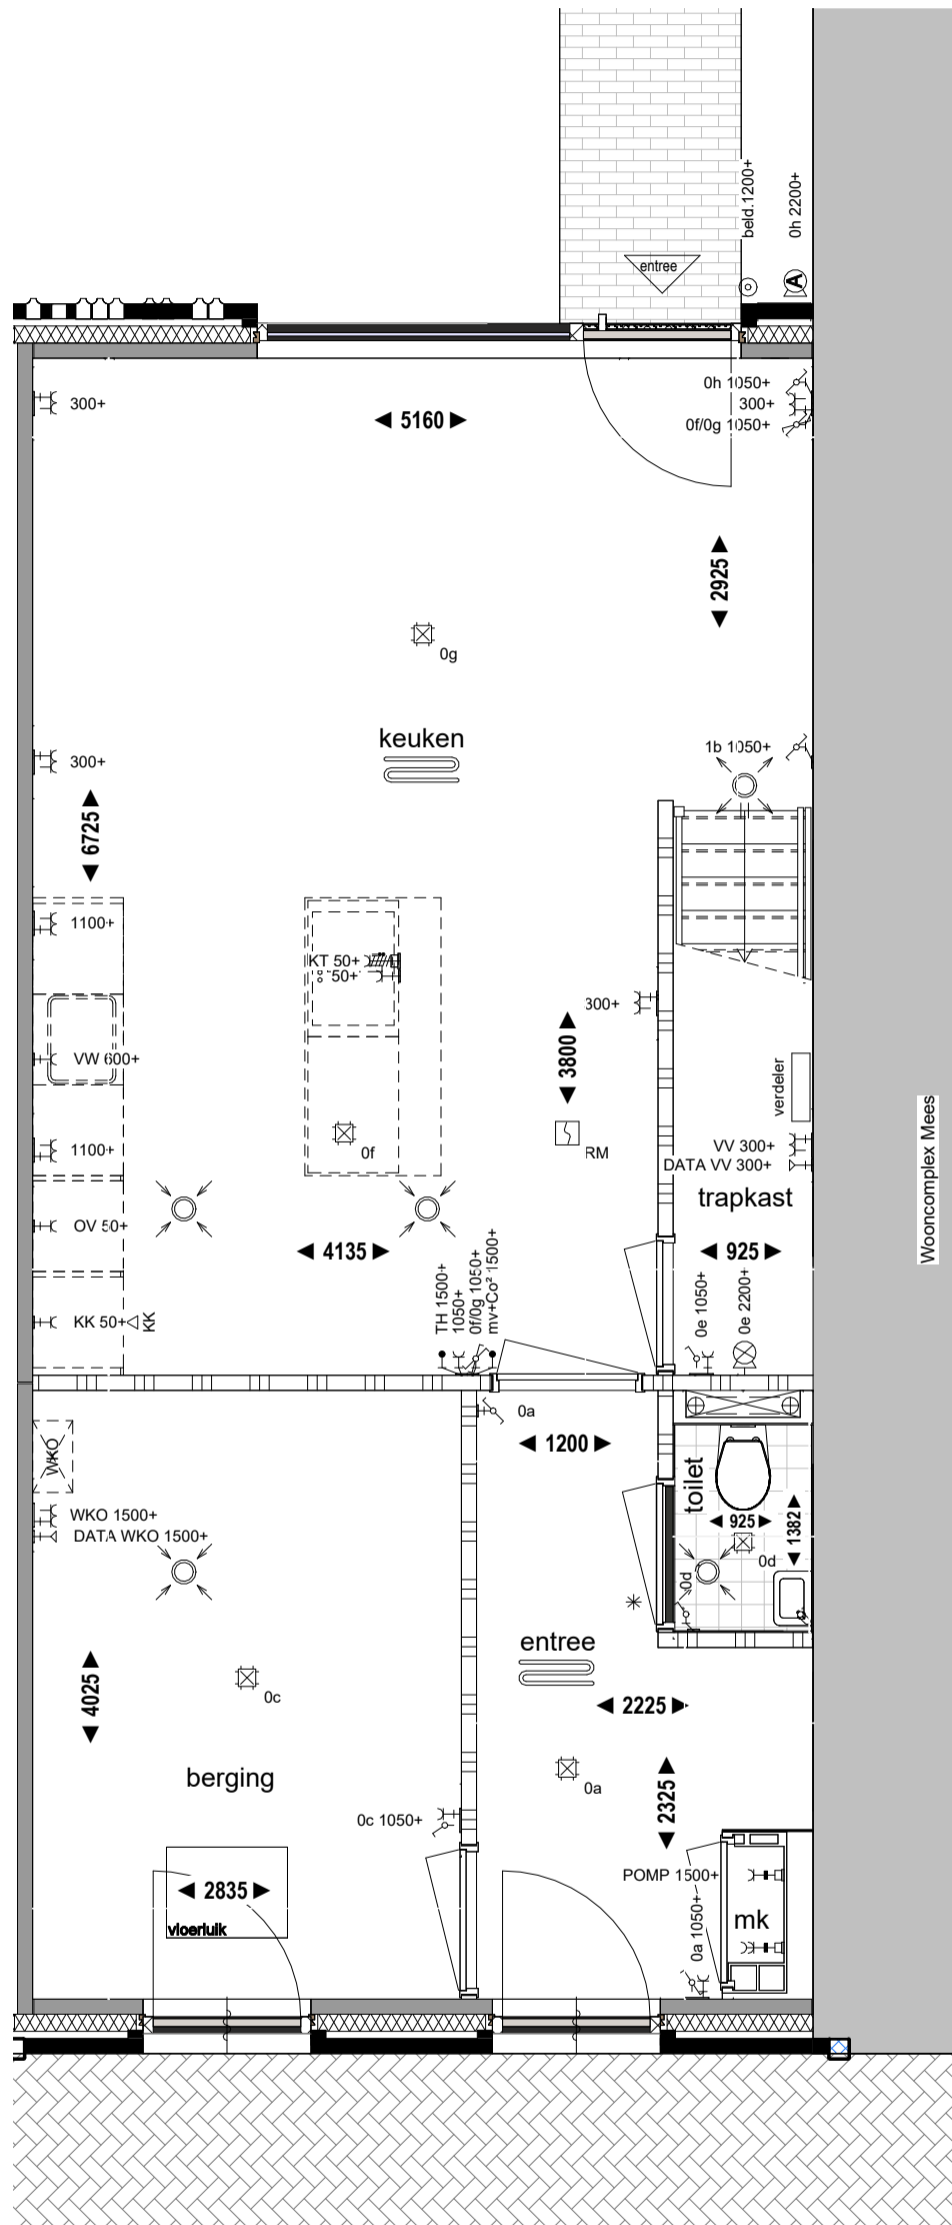 beld.1200+
0h 2200+
A
entree
0h 1050+
300+
300+
0f/0g 1050+
5160
2925
0g
keuken
1b 1050+
300+
6725
1100+
KT 50+
50+
300+
3800
VW 600+
verdeler
Wooncomplex Mees
0f
RM
1100+
VV 300+
DATA VV 300+
trapkast
OV 50+
4135
925
TH 1500+
1050+
0f/0g 1050+
mv+Co² 1500+
0e 1050+
0e 2200+
KK 50+
KK
0a
1200
WKO
toilet
WKO 1500+
DATA WKO 1500+
925
1382
0d
0d
entree
4025
0c
2225
berging
0a
2325
0c 1050+
POMP 1500+
2835
vloerluik
0a 1050+
mk